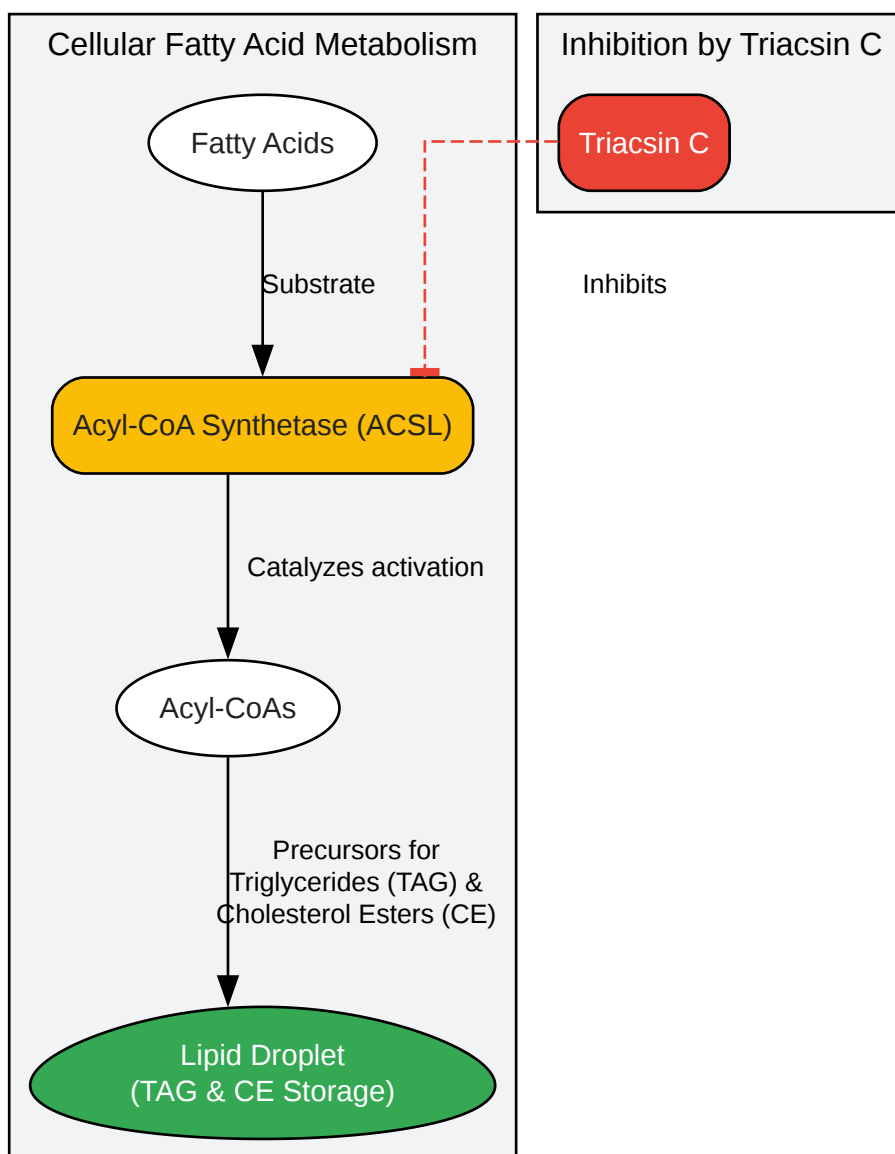 Cellular Fatty Acid Metabolism
Inhibition by Triacsin C
Fatty Acids
Triacsin C
Substrate
Inhibits
Acyl-CoA Synthetase (ACSL)
Catalyzes activation
Acyl-CoAs
Precursors for
Triglycerides (TAG) &
Cholesterol Esters (CE)
Lipid Droplet
(TAG & CE Storage)